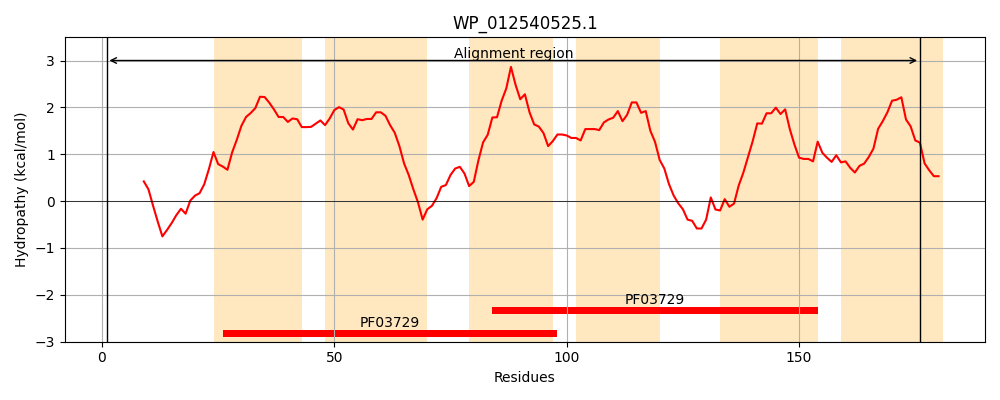 WP_012540525.1
Alignment region
3
2
1
0
−1
−2
−3
Hydropathy (kcal/mol)
PF03729
PF03729
0
50
100
150
Residues